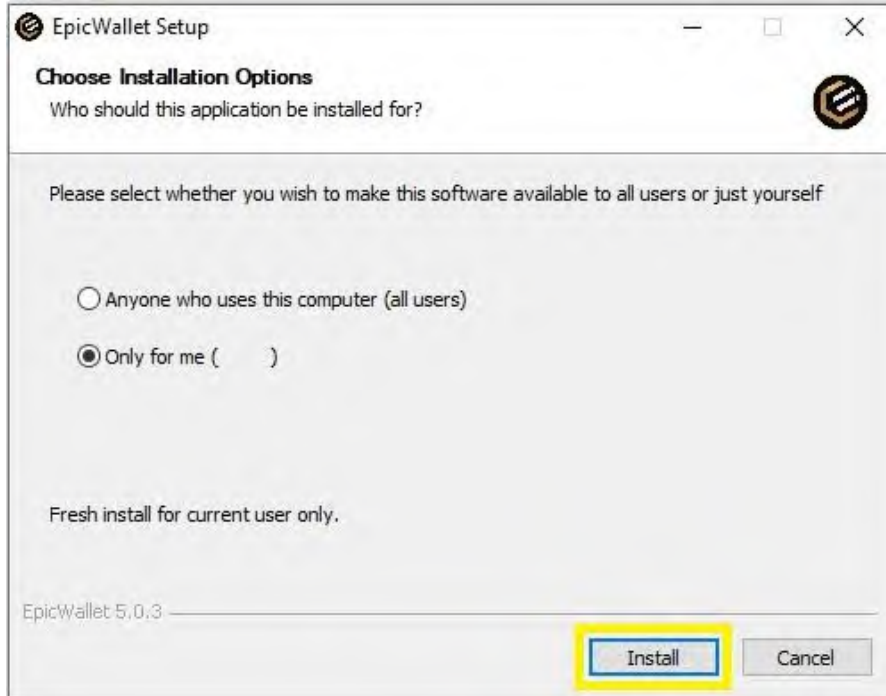 EpicWallet Setup
Choose Installation Options
Who should this application be installed for?
Please select whether you wish to make this software available to all users or just yourself
Anyone who uses this computer (all users)
Only for me ( )
Fresh install for current user only.
EpicWallet 5.0.3
Install Cancel